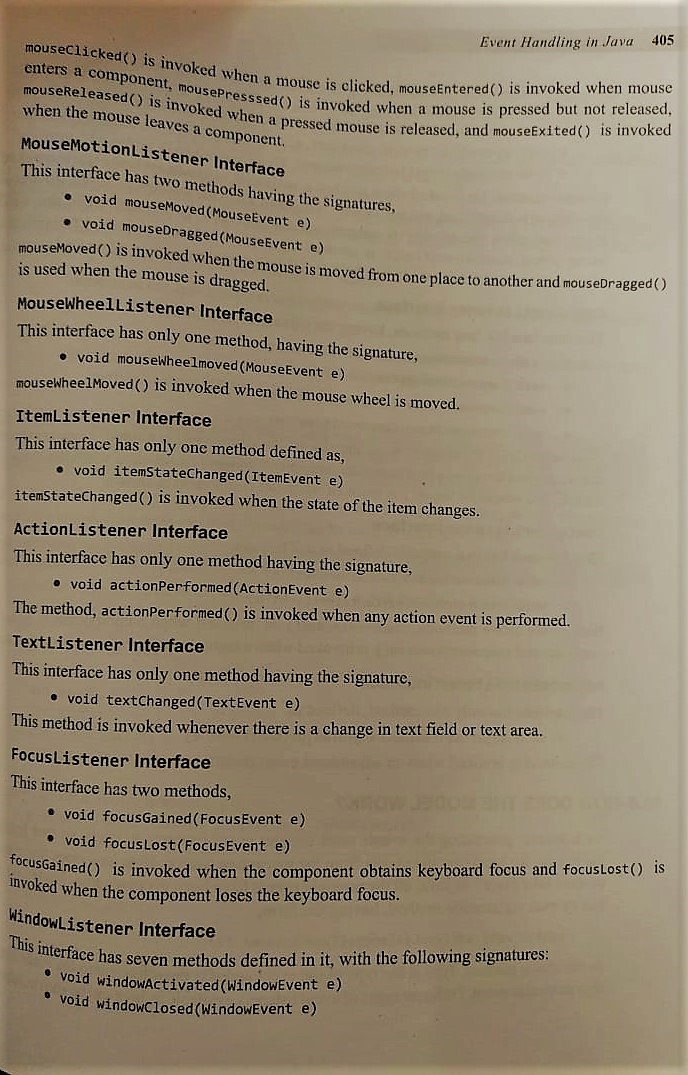 Event Handling in Java 405
mouseClicked() is invoked when a mouse is clicked, mouseEntered() is invoked when mouse
enters a component, mousePresssed() is invoked when a mouse is pressed but not released,
mouseReleased() is invoked when a pressed mouse is released, and mouseExited() is invoked
when the mouse leaves a component.
MouseMotionListener Interface
This interface has two methods having the signatures,
• void mouseMoved(MouseEvent e)
• void mouseDragged(MouseEvent e)
mouseMoved() is invoked when the mouse is moved from one place to another and mouseDragged()
is used when the mouse is dragged.
MouseWheelListener Interface
This interface has only one method, having the signature,
• void mouseWheelmoved(MouseEvent e)
mouseWheelMoved() is invoked when the mouse wheel is moved.
ItemListener Interface
This interface has only one method defined as,
• void itemStateChanged(ItemEvent e)
itemStateChanged() is invoked when the state of the item changes.
ActionListener Interface
This interface has only one method having the signature,
• void actionPerformed(ActionEvent e)
The method, actionPerformed() is invoked when any action event is performed.
TextListener Interface
This interface has only one method having the signature,
• void textChanged(TextEvent e)
This method is invoked whenever there is a change in text field or text area.
FocusListener Interface
This interface has two methods,
• void focusGained(FocusEvent e)
• void focusLost(FocusEvent e)
focusGained() is invoked when the component obtains keyboard focus and focusLost() is
invoked when the component loses the keyboard focus.
WindowListener Interface
This interface has seven methods defined in it, with the following signatures:
• void windowActivated(WindowEvent e)
• void windowClosed(WindowEvent e)